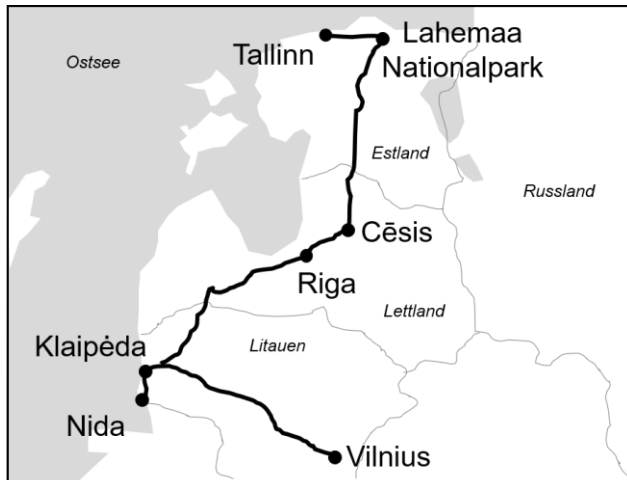 Tallinn
Lahemaa
Nationalpark
Ostsee
Estland
Russland
Cēsis
Riga
Lettland
Klaipėda
Litauen
Nida
Vilnius